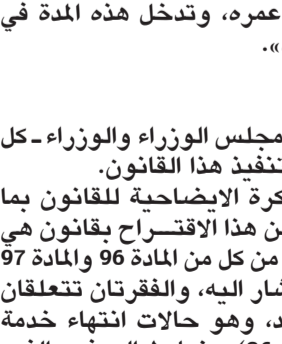 عمره، وتدخل هذه المدة في
».
مجلس الوزراء والوزراء ـ كل
تنفيذ هذا القانون.
كرة الايضاحية للقانون بما
ن هذا الاقتـــراح بقانون هي
من كل من المادة 96 والمادة 97
شار اليه، والفقرتان تتعلقان
د، وهو حالات انتهاء خدمة